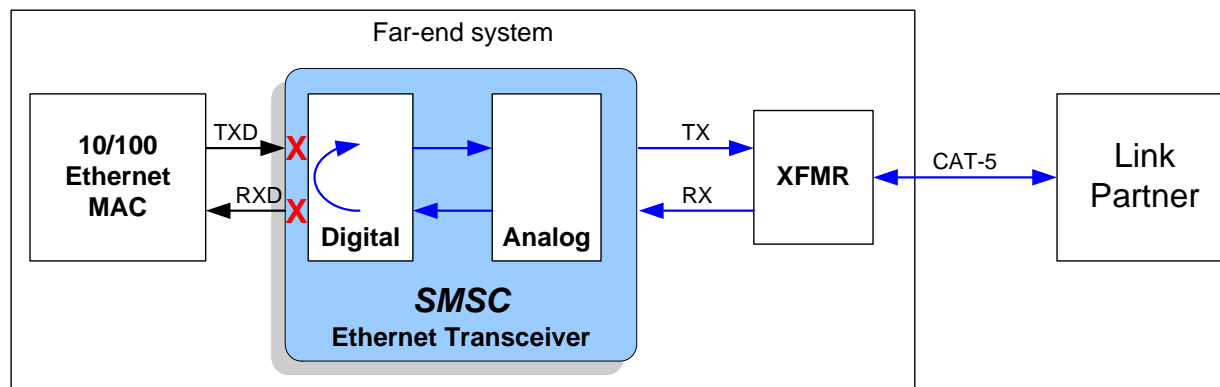 Far-end system
10/100
Ethernet
MAC
TXD
RXD
X
X
Digital
Analog
SMSC
Ethernet Transceiver
TX
RX
XFMR
CAT-5
Link
Partner